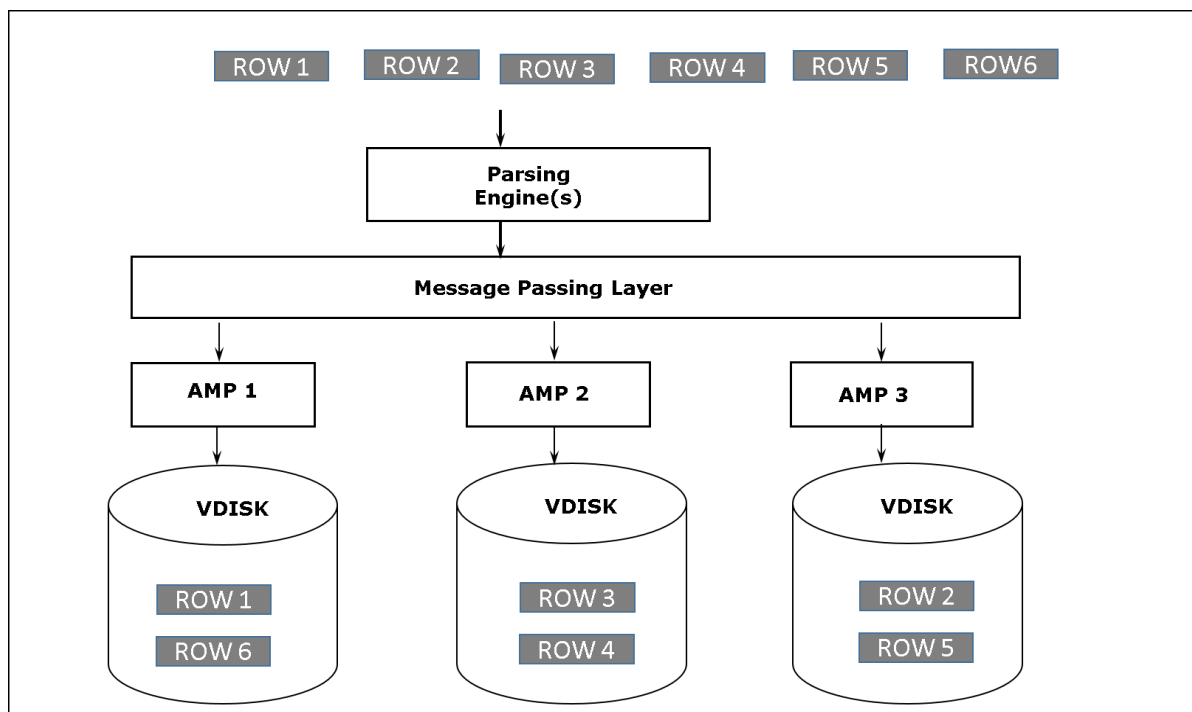 ROW 1
ROW 2
ROW 3
ROW 4
ROW 5
ROW6
Parsing
Engine(s)
Message Passing Layer
AMP 1
AMP 2
AMP 3
VDISK
VDISK
VDISK
ROW 1
ROW 3
ROW 2
ROW 6
ROW 4
ROW 5